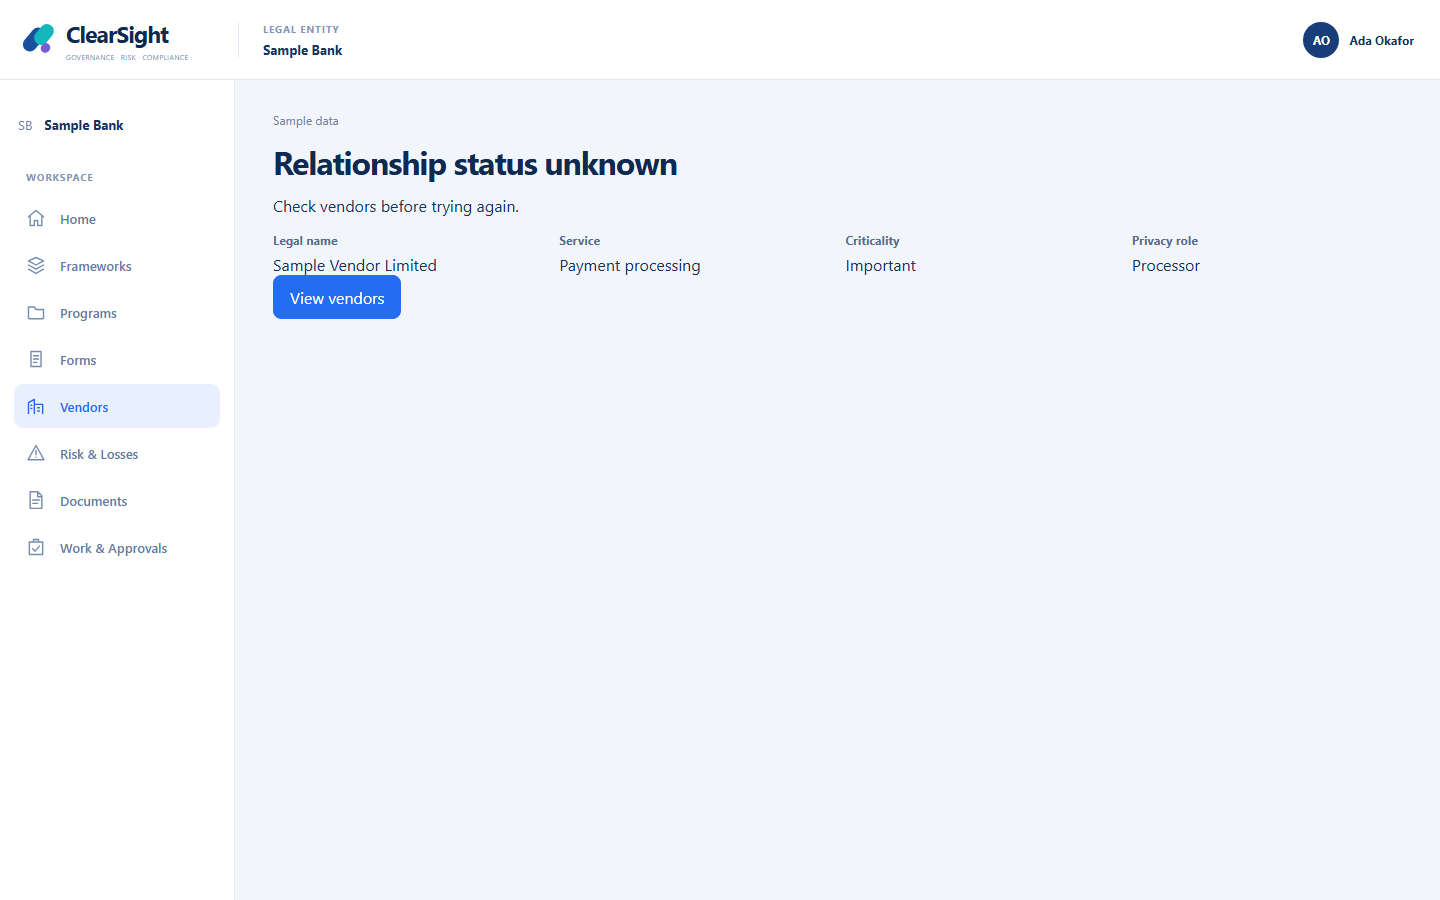 ClearSight
GOVERNANCE · RISK · COMPLIANCE
LEGAL ENTITY
Sample Bank
AO Ada Okafor
SB Sample Bank
WORKSPACE
Home
Frameworks
Programs
Forms
Vendors
Risk & Losses
Documents
Work & Approvals
Sample data
Relationship status unknown
Check vendors before trying again.
Legal name Service Criticality Privacy role
Sample Vendor Limited Payment processing Important Processor
View vendors